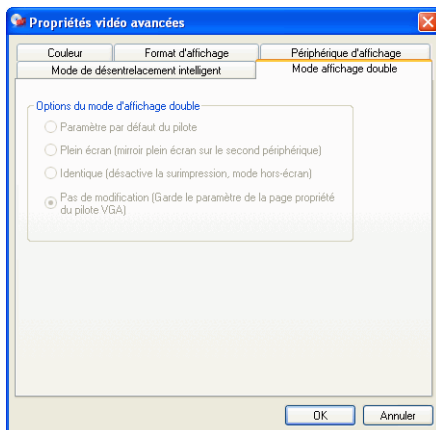 Propriétés vidéo avancées
Couleur
Format d'affichage
Périphérique d'affichage
Mode de désentrelacement intelligent
Mode affichage double
Options du mode d'affichage double
Paramètre par défaut du pilote
Plein écran (mirroir plein écran sur le second périphérique)
Identique (désactive la surimpression, mode hors-écran)
Pas de modification (Garde le paramètre de la page propriété
du pilote VGA)
OK
Annuler